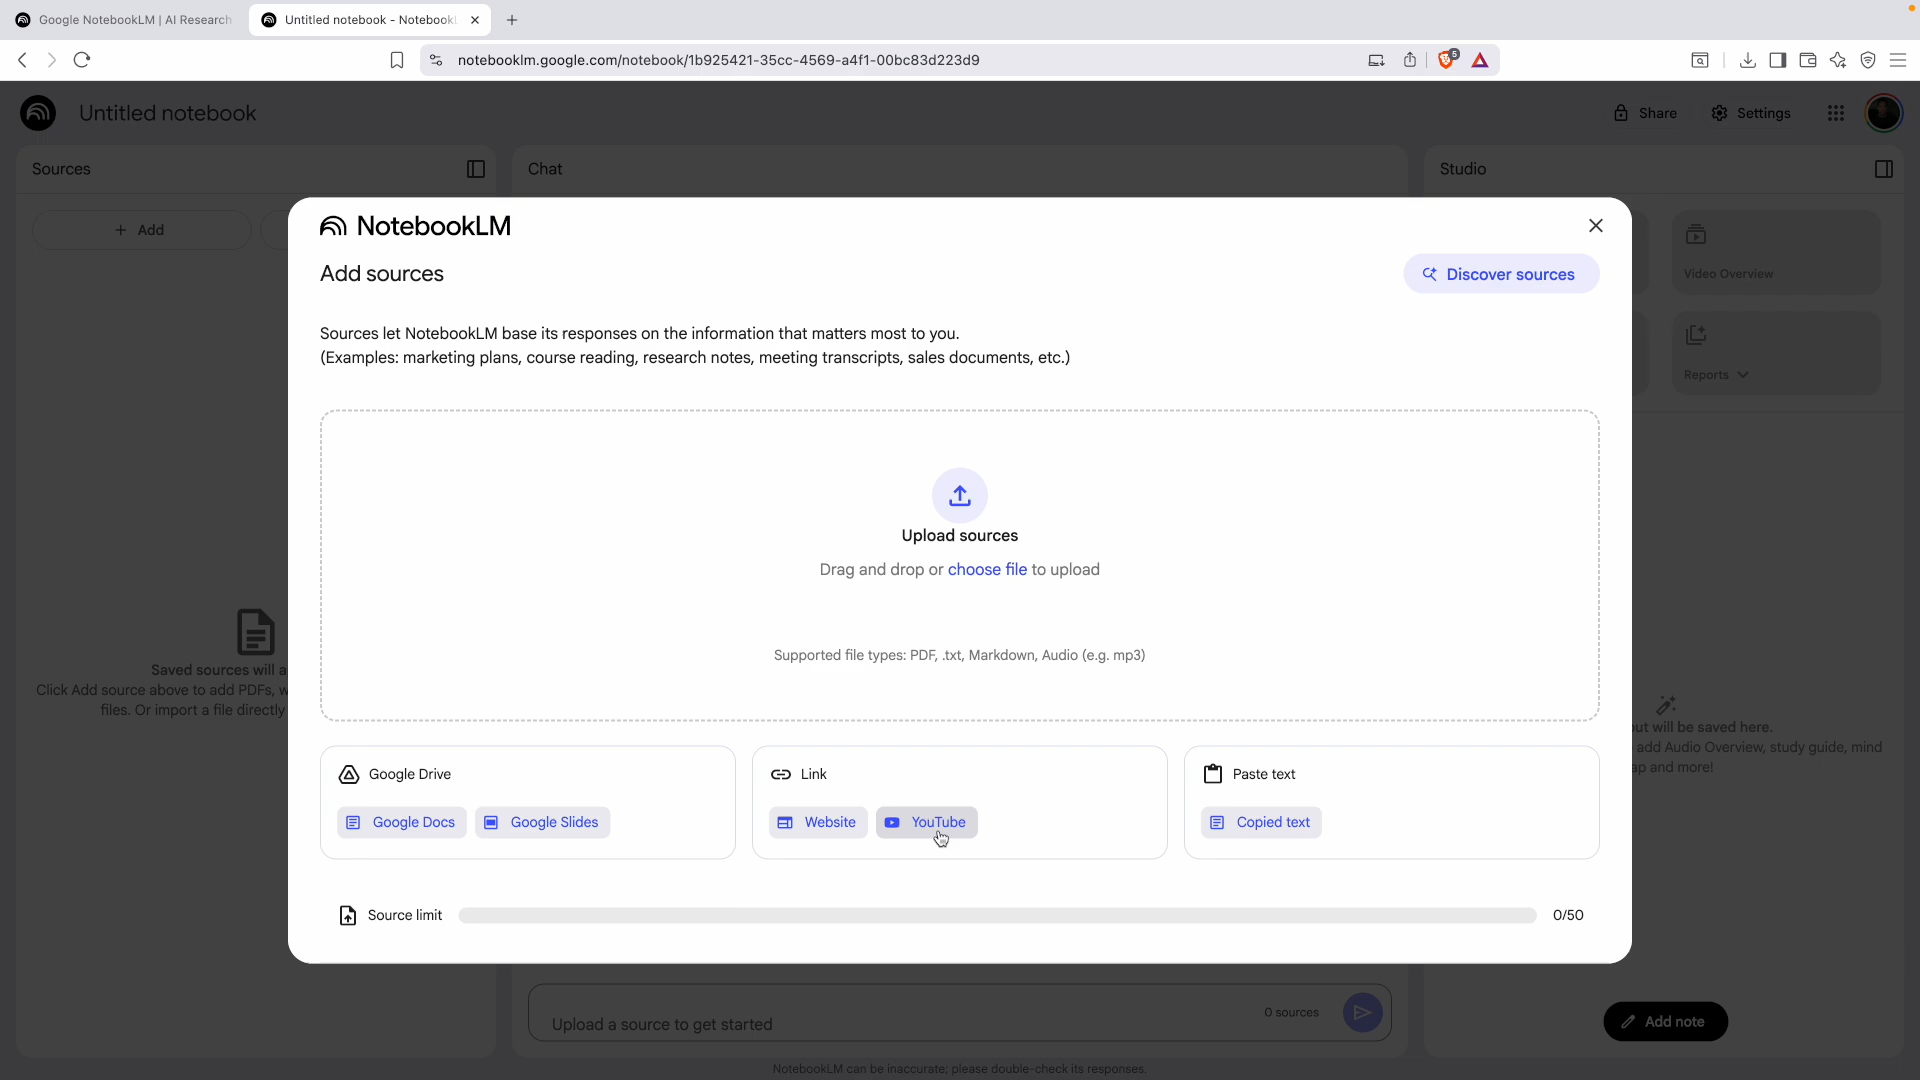 Google NotebookLM | AI Research
Untitled notebook - NotebookL
notebooklm.google.com/notebook/1b925421-35cc-4569-a4f1-00bc83d223d9
5
Untitled notebook
Share
Settings
Sources
Chat
Studio
Add
NotebookLM
Add sources
Discover sources
Video Overview
Sources let NotebookLM base its responses on the information that matters most to you.
(Examples: marketing plans, course reading, research notes, meeting transcripts, sales documents, etc.)
Reports
Upload sources
Drag and drop or choose file to upload
Supported file types: PDF, .txt, Markdown, Audio (e.g. mp3)
Saved sources will a
Click Add source above to add PDFs, w
files. Or import a file directly
ut will be saved here.
add Audio Overview, study guide, mind
ap and more!
Google Drive
Google Docs
Google Slides
Link
Website
YouTube
Paste text
Copied text
Source limit
0/50
Upload a source to get started
0 sources
Add note
NotebookLM can be inaccurate; please double-check its responses.